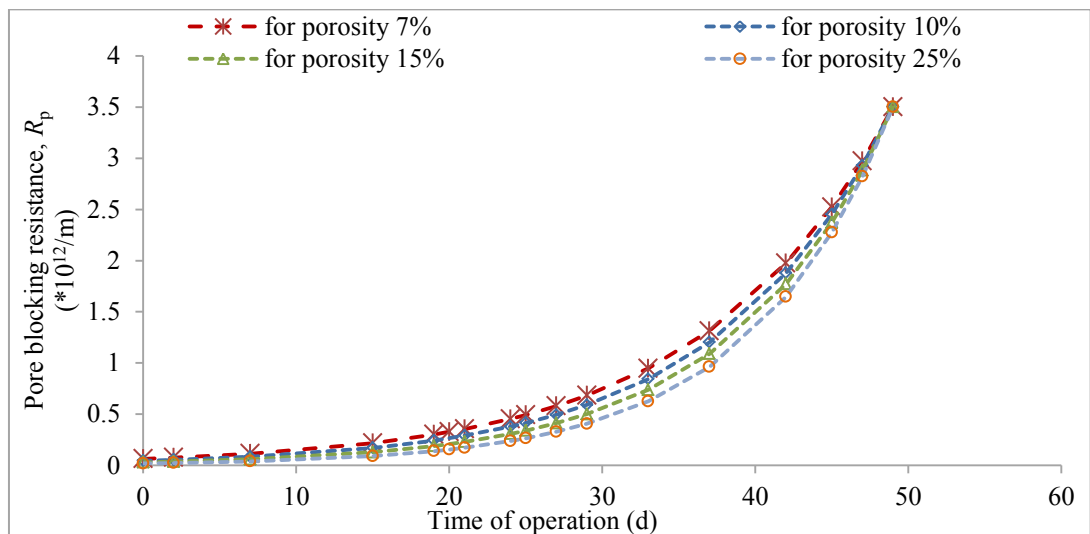 for porosity 7%
for porosity 10%
for porosity 15%
for porosity 25%
Pore blocking resistance, Rp
(*10¹²/m)
4
3.5
3
2.5
2
1.5
1
0.5
0
0 10 20 30 40 50 60
Time of operation (d)